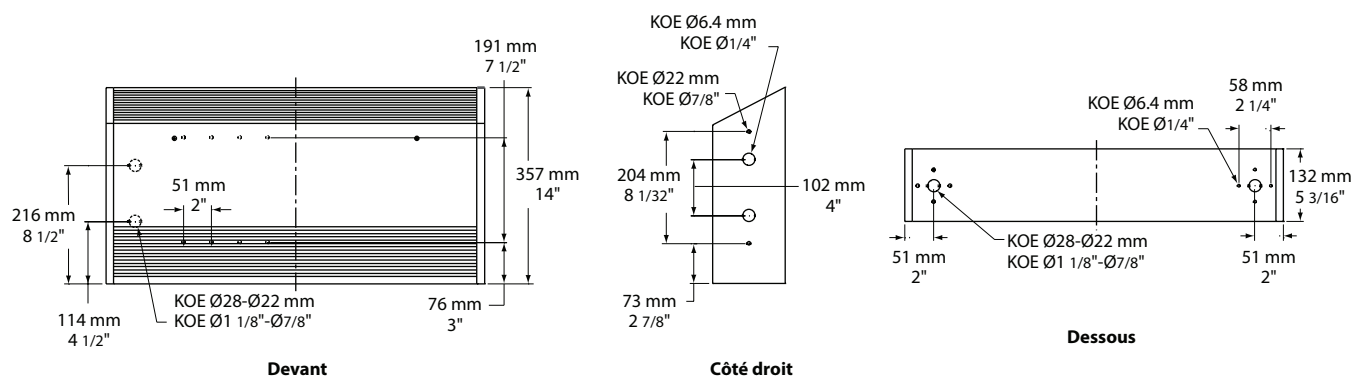 191 mm
7 1/2"
51 mm
2"
357 mm
14"
216 mm
8 1/2"
114 mm
4 1/2"
KOE Ø28-Ø22 mm
KOE Ø1 1/8"-Ø7/8"
76 mm
3"
Devant
KOE Ø6.4 mm
KOE Ø1/4"
KOE Ø22 mm
KOE Ø7/8"
204 mm
8 1/32"
102 mm
4"
73 mm
2 7/8"
Côté droit
KOE Ø6.4 mm
KOE Ø1/4"
58 mm
2 1/4"
132 mm
5 3/16"
51 mm
2"
KOE Ø28-Ø22 mm
KOE Ø1 1/8"-Ø7/8"
51 mm
2"
Dessous